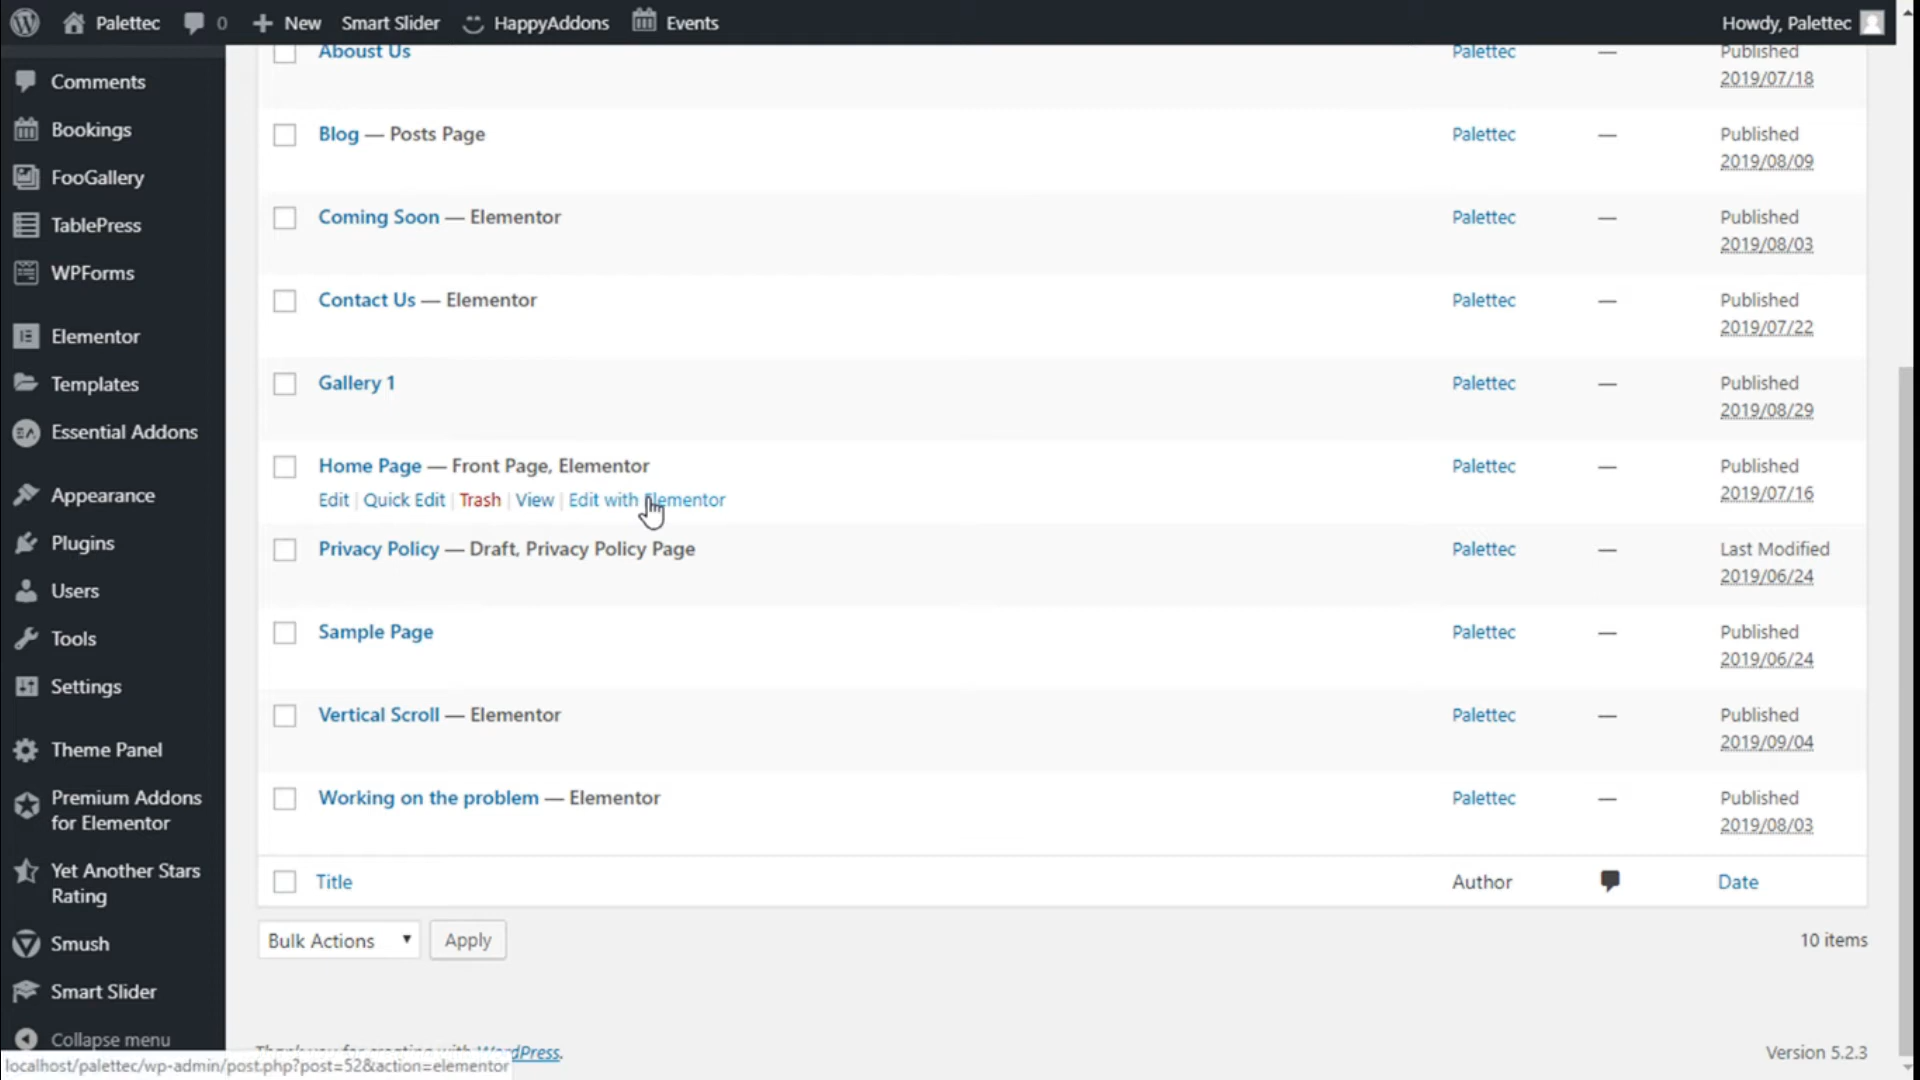 Palettec 0 New Smart Slider HappyAddons Events Howdy, Palettec
Comments
Bookings
FooGallery
TablePress
WPForms
Elementor
Templates
Essential Addons
Appearance
Plugins
Users
Tools
Settings
Theme Panel
Premium Addons
for Elementor
Yet Another Stars
Rating
Smush
Smart Slider
Collapse menu
Aboust Us Palettec — Published
2019/07/18
Blog — Posts Page Palettec — Published
2019/08/09
Coming Soon — Elementor Palettec — Published
2019/08/03
Contact Us — Elementor Palettec — Published
2019/07/22
Gallery 1 Palettec — Published
2019/08/29
Home Page — Front Page, Elementor Palettec — Published
Edit | Quick Edit | Trash | View | Edit with Elementor 2019/07/16
Privacy Policy — Draft, Privacy Policy Page Palettec — Last Modified
2019/06/24
Sample Page Palettec — Published
2019/06/24
Vertical Scroll — Elementor Palettec — Published
2019/09/04
Working on the problem — Elementor Palettec — Published
2019/08/03
Title Author Date
Bulk Actions Apply 10 items
Thank you for creating with WordPress. Version 5.2.3
localhost/palettec/wp-admin/post.php?post=52&action=elementor